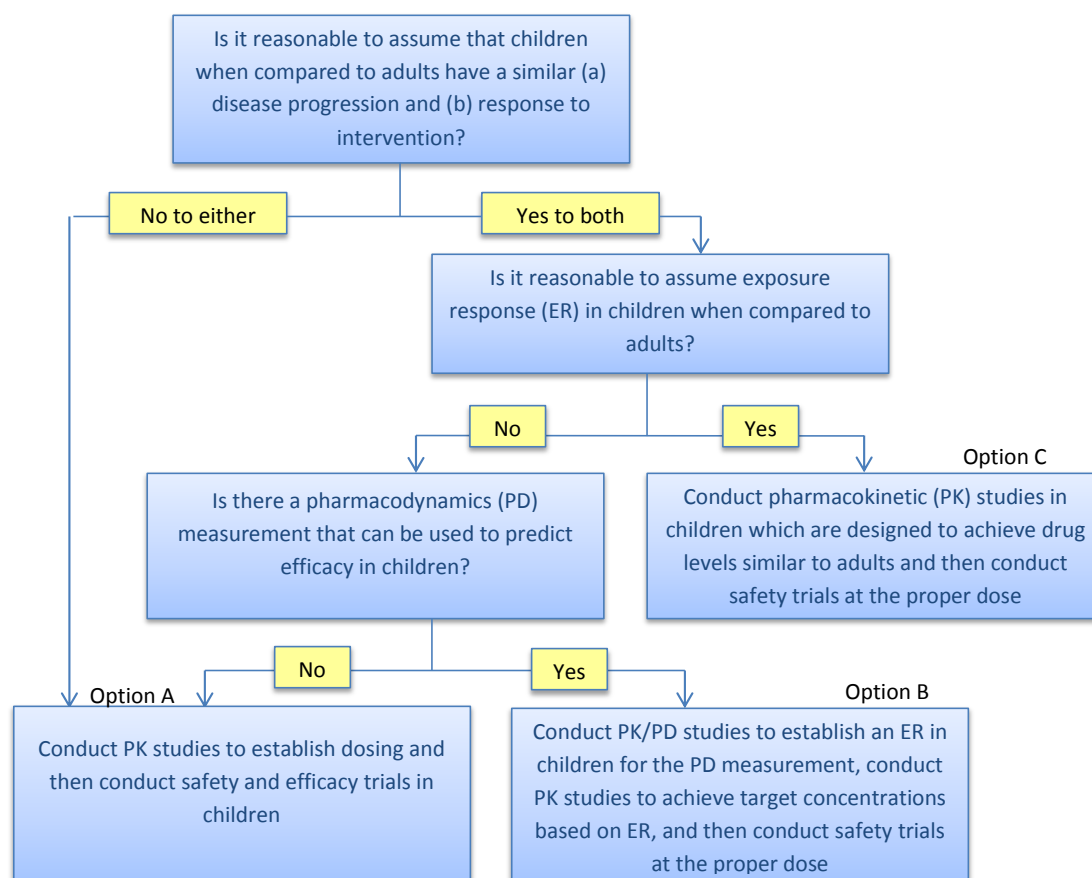 Is it reasonable to assume that children
when compared to adults have a similar (a)
disease progression and (b) response to
intervention?
No to either
Yes to both
Is it reasonable to assume exposure
response (ER) in children when compared to
adults?
No
Yes
Option C
Is there a pharmacodynamics (PD)
measurement that can be used to predict
efficacy in children?
Conduct pharmacokinetic (PK) studies in
children which are designed to achieve drug
levels similar to adults and then conduct
safety trials at the proper dose
No
Yes
Option A
Option B
Conduct PK studies to establish dosing and
then conduct safety and efficacy trials in
children
Conduct PK/PD studies to establish an ER in
children for the PD measurement, conduct
PK studies to achieve target concentrations
based on ER, and then conduct safety trials
at the proper dose